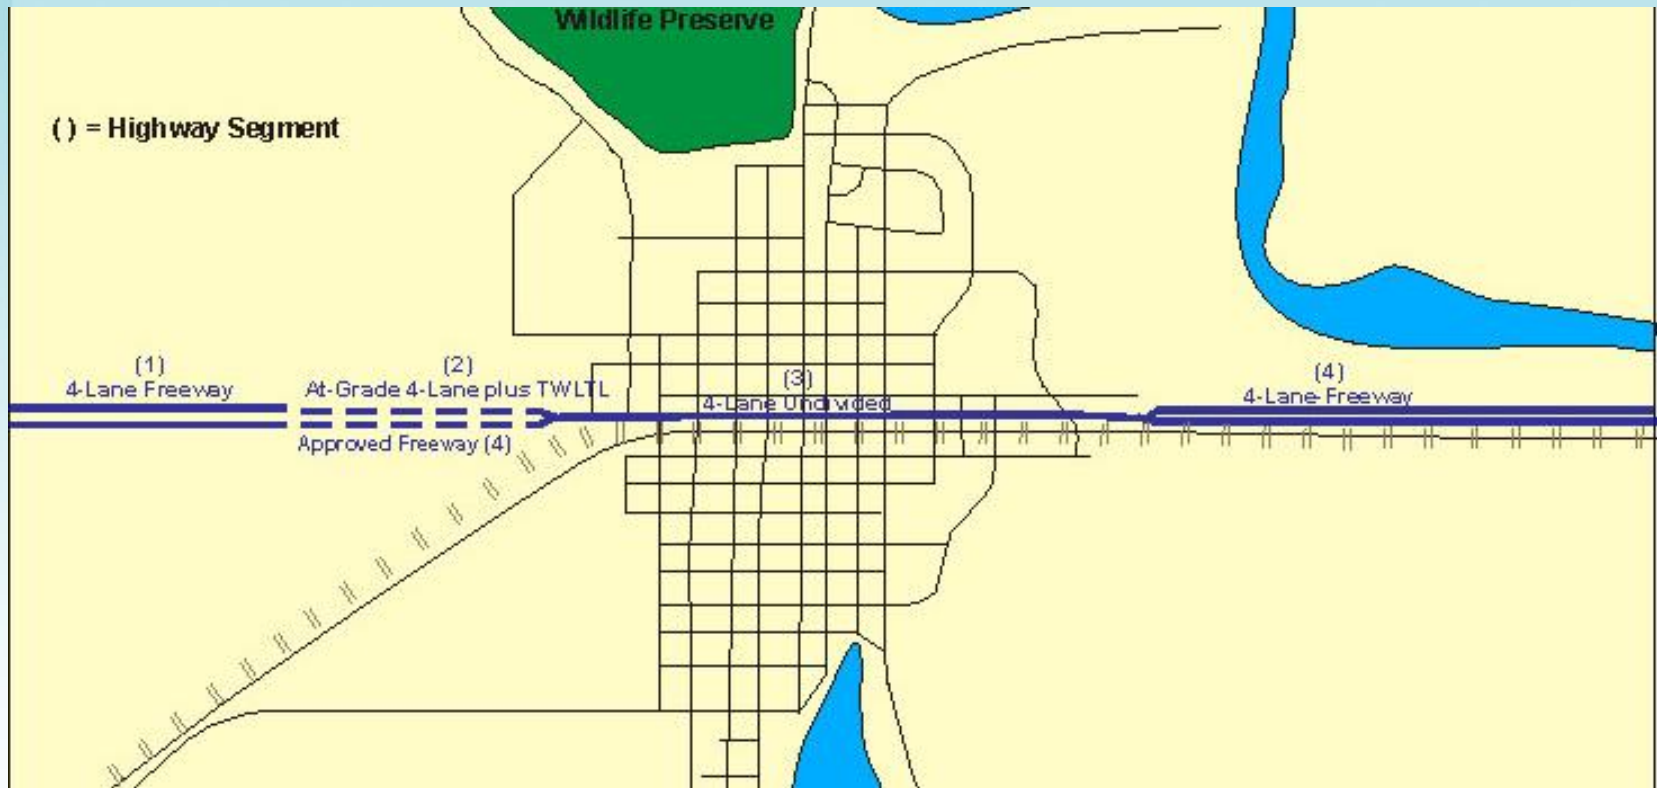 Wildlife Preserve
( ) = Highway Segment
(1)
4-Lane Freeway
(2)
At-Grade 4-Lane plus TWLTL
Approved Freeway (4)
(3)
4-Lane Undivided
(4)
4-Lane Freeway